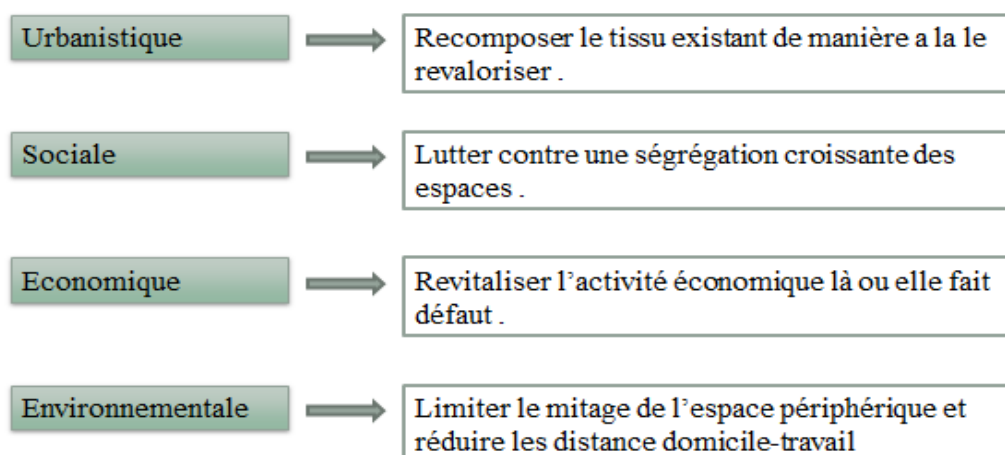 Urbanistique
Recomposer le tissu existant de manière a la le
revaloriser .
Sociale
Lutter contre une ségrégation croissante des
espaces .
Economique
Revitaliser l’activité économique là ou elle fait
défaut .
Environnementale
Limiter le mitage de l’espace périphérique et
réduire les distance domicile-travail